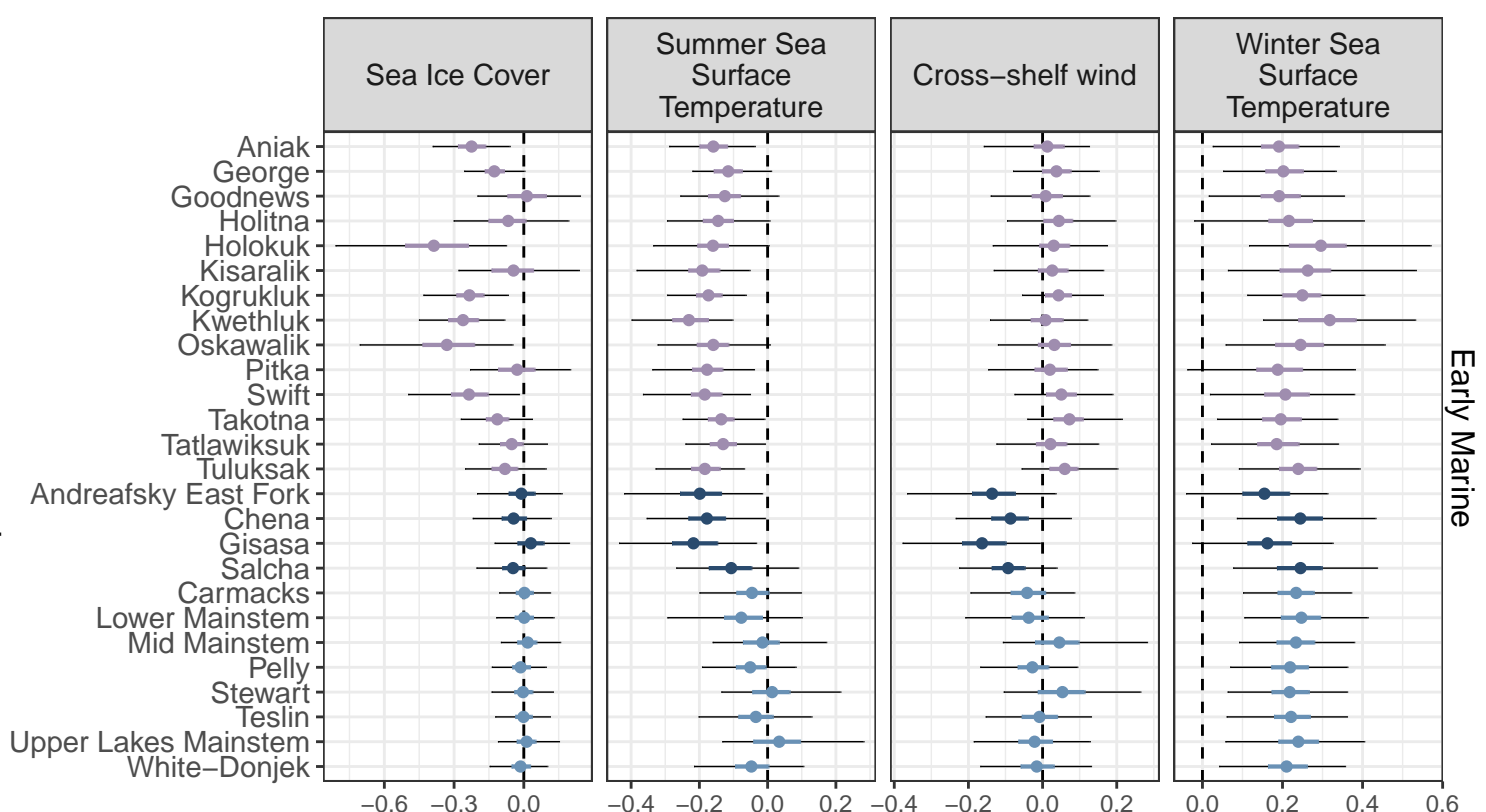 Sea Ice Cover
Summer Sea
Surface
Temperature
Cross−shelf wind
Winter Sea
Surface
Temperature
Aniak
George
Goodnews
Holitna
Holokuk
Kisaralik
Kogrukluk
Kwethluk
Oskawalik
Pitka
Swift
Takotna
Tatlawiksuk
Tuluksak
Andreafsky East Fork
Chena
Gisasa
Salcha
Carmacks
Lower Mainstem
Mid Mainstem
Pelly
Stewart
Teslin
Upper Lakes Mainstem
White−Donjek
Early Marine
−0.6 −0.3 0.0
−0.4 −0.2 0.0 0.2
−0.4 −0.2 0.0 0.2
0.0 0.2 0.4 0.6